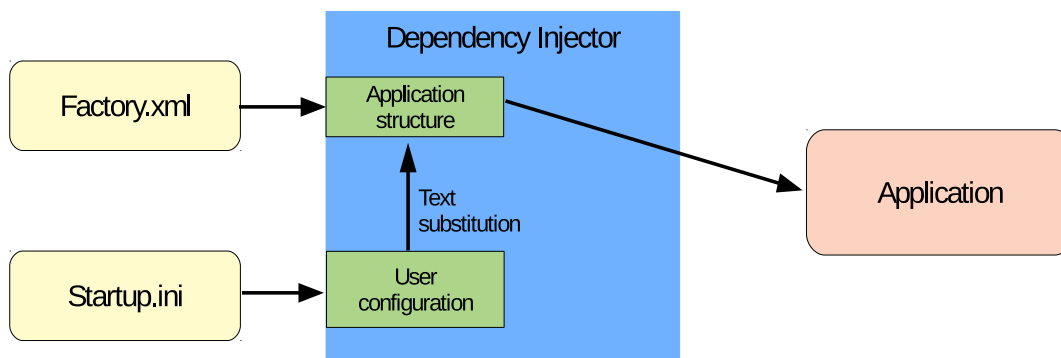 Dependency Injector
Factory.xml
Application
structure
Application
Text
substitution
Startup.ini
User
configuration